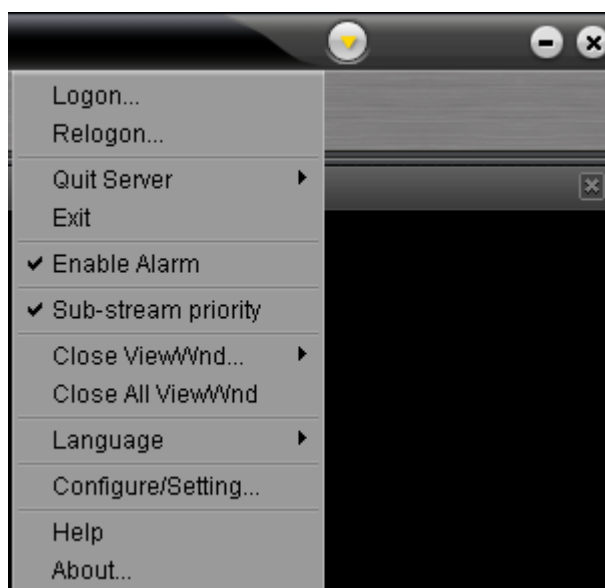 Logon...
Relogon...
Quit Server
Exit
Enable Alarm
Sub-stream priority
Close ViewWnd...
Close All ViewWnd
Language
Configure/Setting...
Help
About...